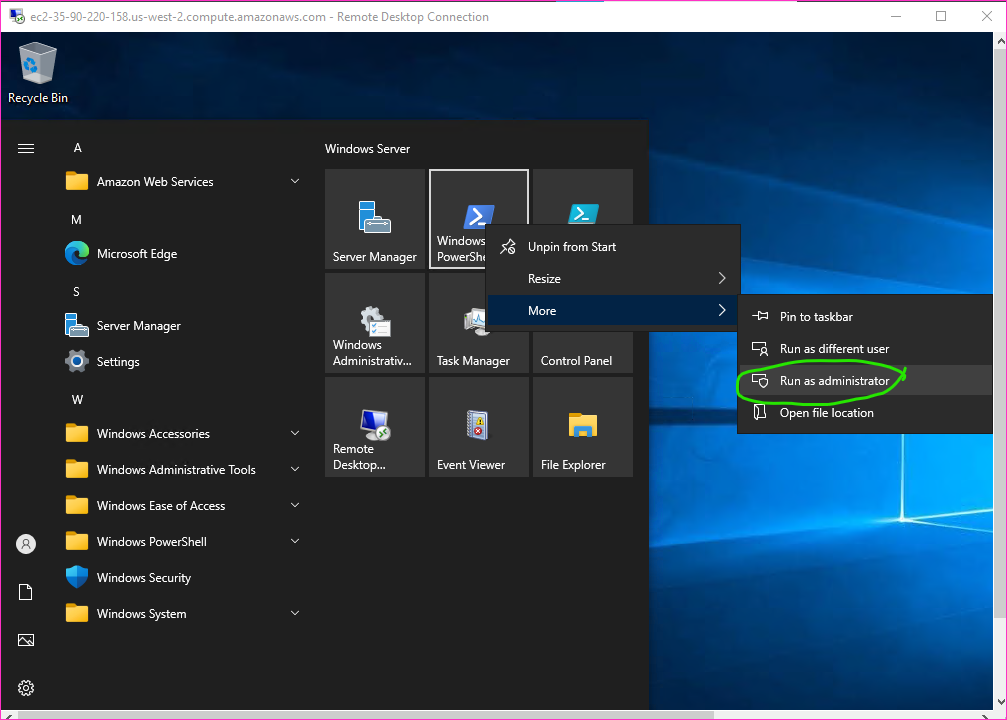 ec2-35-90-220-158.us-west-2.compute.amazonaws.com - Remote Desktop Connection
Recycle Bin
A
Amazon Web Services
M
Microsoft Edge
S
Server Manager
Settings
W
Windows Accessories
Windows Administrative Tools
Windows Ease of Access
Windows PowerShell
Windows Security
Windows System
Windows Server
Server Manager
Windows
PowerShe
Windows
Administrativ...
Task Manager
Control Panel
Remote
Desktop...
Event Viewer
File Explorer
Unpin from Start
Resize
More
Pin to taskbar
Run as different user
Run as administrator
Open file location